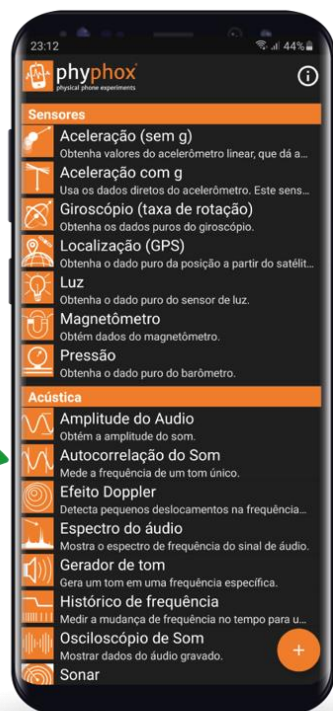 23:12
44%
phyphox
physical phone experiments
Sensores
Aceleração (sem g)
Obtenha valores do acelerômetro linear, que dá a...
Aceleração com g
Usa os dados diretos do acelerômetro. Este sens...
Giroscópio (taxa de rotação)
Obtenha os dados puros do giroscópio.
Localização (GPS)
Obtenha o dado puro da posição a partir do satélit...
Luz
Obtenha o dado puro do sensor de luz.
Magnetômetro
Obtém dados do magnetômetro.
Pressão
Obtenha o dado puro do barômetro.
Acústica
Amplitude do Audio
Obtém a amplitude do som.
Autocorrelação do Som
Mede a frequência de um tom único.
Efeito Doppler
Detecta pequenos deslocamentos na frequência...
Espectro do áudio
Mostra o espectro de frequência do sinal de áudio.
Gerador de tom
Gera um tom em uma frequência específica.
Histórico de frequência
Medir a mudança de frequência no tempo para u...
Osciloscópio de Som
Mostrar dados do áudio gravado.
Sonar